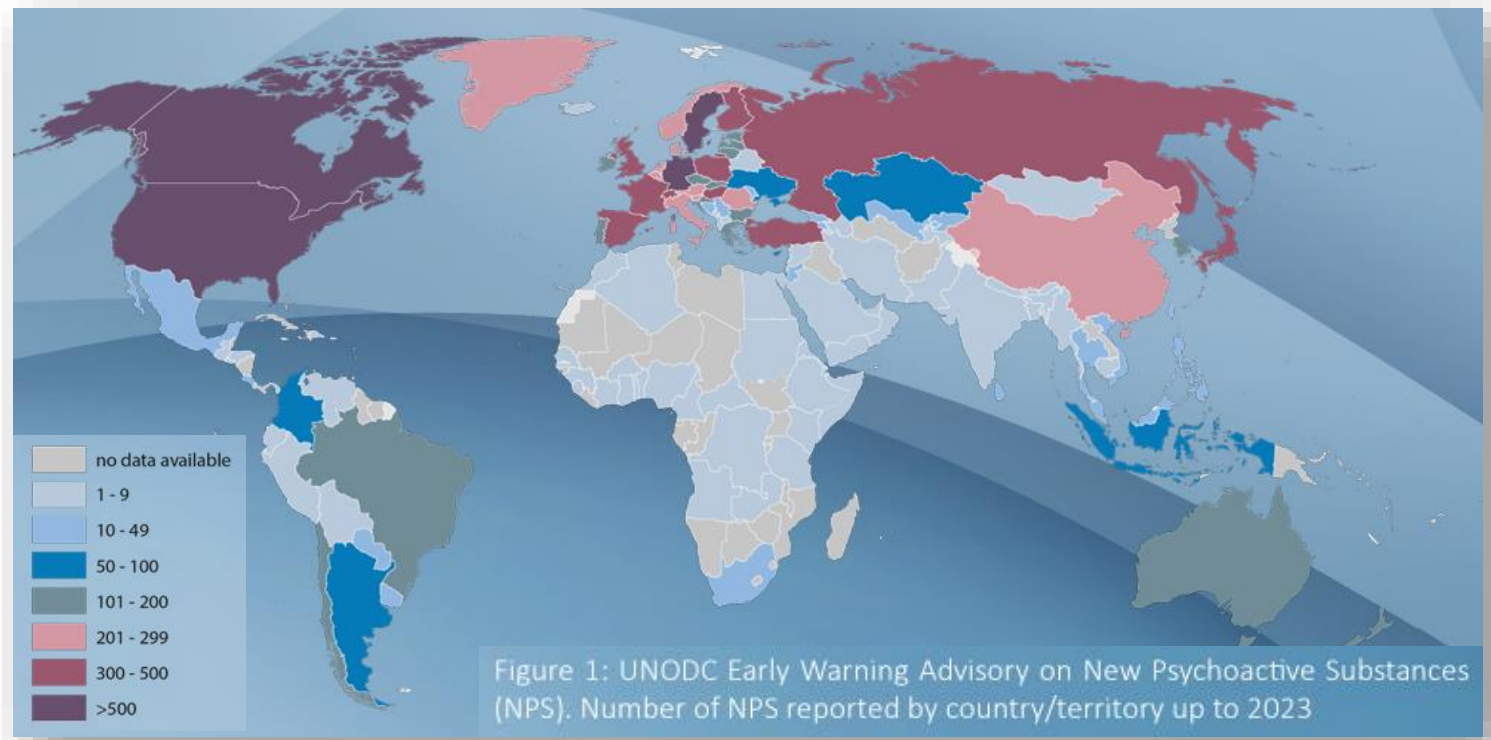 no data available
1 - 9
10 - 49
50 - 100
101 - 200
201 - 299
300 - 500
>500
Figure 1: UNODC Early Warning Advisory on New Psychoactive Substances
(NPS). Number of NPS reported by country/territory up to 2023